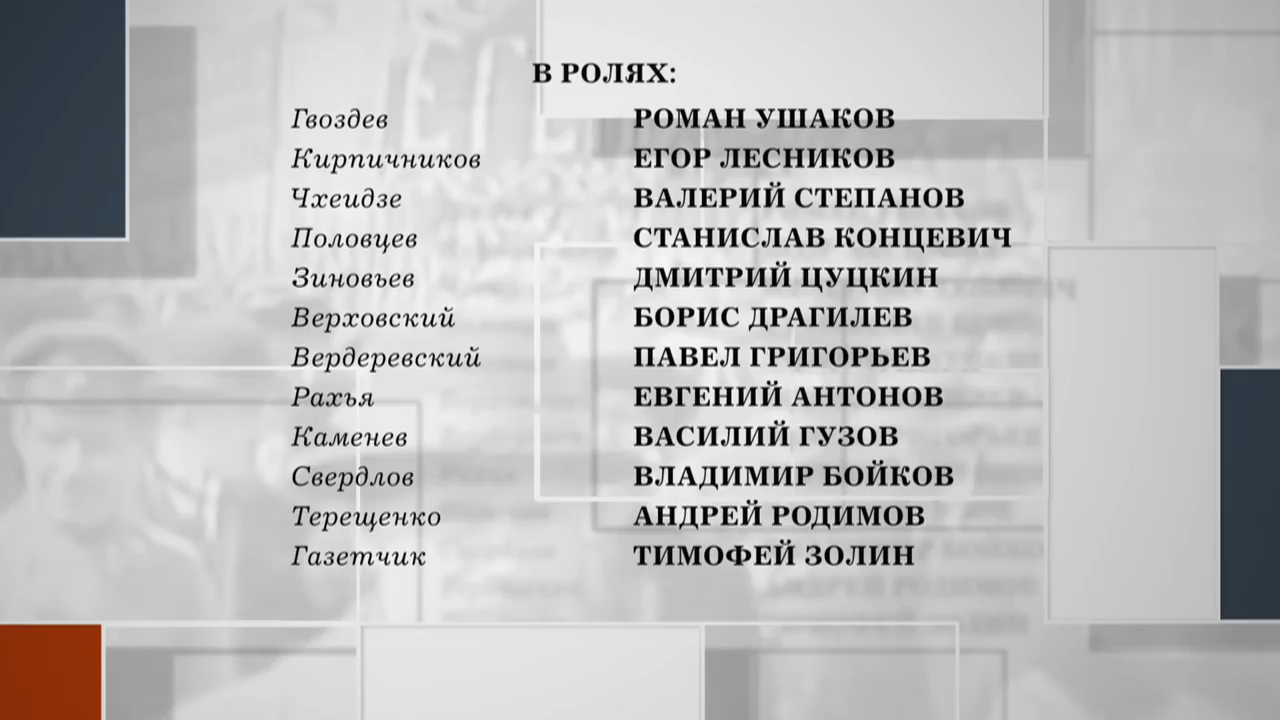 В РОЛЯХ:
Гвоздев РОМАН УШАКОВ
Кирпичников ЕГОР ЛЕСНИКОВ
Чхеидзе ВАЛЕРИЙ СТЕПАНОВ
Половцев СТАНИСЛАВ КОНЦЕВИЧ
Зиновьев ДМИТРИЙ ЦУЦКИН
Верховский БОРИС ДРАГИЛЕВ
Вердеревский ПАВЕЛ ГРИГОРЬЕВ
Рахья ЕВГЕНИЙ АНТОНОВ
Каменев ВАСИЛИЙ ГУЗОВ
Свердлов ВЛАДИМИР БОЙКОВ
Терещенко АНДРЕЙ РОДИМОВ
Газетчик ТИМОФЕЙ ЗОЛИН